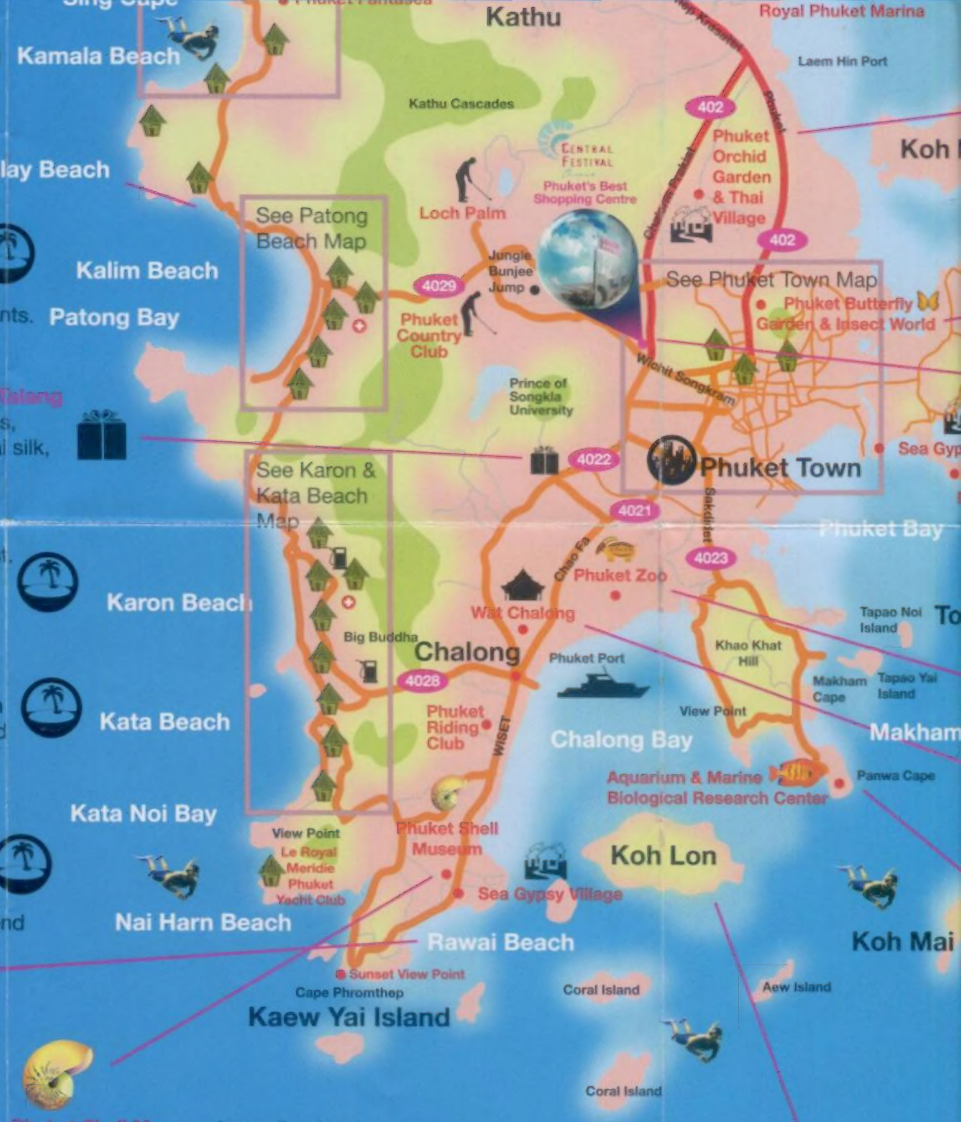 Kathu
Royal Phuket Marina
Kamala Beach
Laem Hin Port
Kathu Cascades
402
Phuket
CENTRAL
FESTIVAL
Phuket
Orchid
Garden
& Thai
Village
lay Beach
Phuket's Best
Shopping Centre
Loch Palm
See Patong
Beach Map
402
Jungle
Bunjee
Jump
Kalim Beach
4029
See Phuket Town Map
Phuket Butterfly
Garden & Insect World
nts.
Patong Bay
Phuket
Country
Club
Wichit Songkram
Prince of
Songkla
University
s,
l silk,
Sea Gyp
See Karon &
Kata Beach
Map
4022
Phuket Town
4021
Phuket Bay
4023
Chao Fa
Phuket Zoo
Karon Beach
Wat Chalong
Tapao Noi
Island
To
Big Buddha
Chalong
Khao Khat
Hill
Phuket Port
4028
Makham
Cape
Tapao Yai
Island
Kata Beach
Phuket
Riding
Club
WISET
View Point
Chalong Bay
Makham
Aquarium & Marine
Biological Research Center
Panwa Cape
Kata Noi Bay
View Point
Phuket Shell
Museum
Le Royal
Meridie
Phuket
Yacht Club
Koh Lon
Sea Gypsy Village
nd
Nai Harn Beach
Rawai Beach
Koh Mai
Sunset View Point
Cape Phromthep
Coral Island
Aew Island
Kaew Yai Island
Coral Island